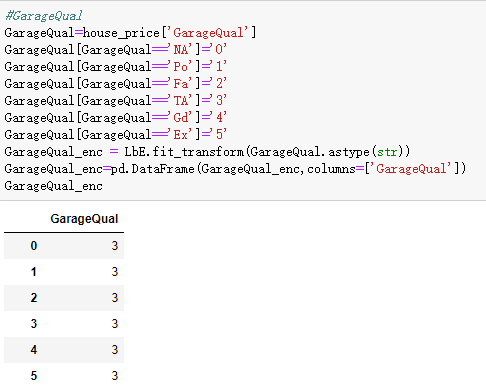 #GarageQual
GarageQual=house_price['GarageQual']
GarageQual[GarageQual=='NA']='0'
GarageQual[GarageQual=='Po']='1'
GarageQual[GarageQual=='Fa']='2'
GarageQual[GarageQual=='TA']='3'
GarageQual[GarageQual=='Gd']='4'
GarageQual[GarageQual=='Ex']='5'
GarageQual_enc = LbE.fit_transform(GarageQual.astype(str))
GarageQual_enc=pd.DataFrame(GarageQual_enc,columns=['GarageQual'])
GarageQual_enc
GarageQual
0 3
1 3
2 3
3 3
4 3
5 3